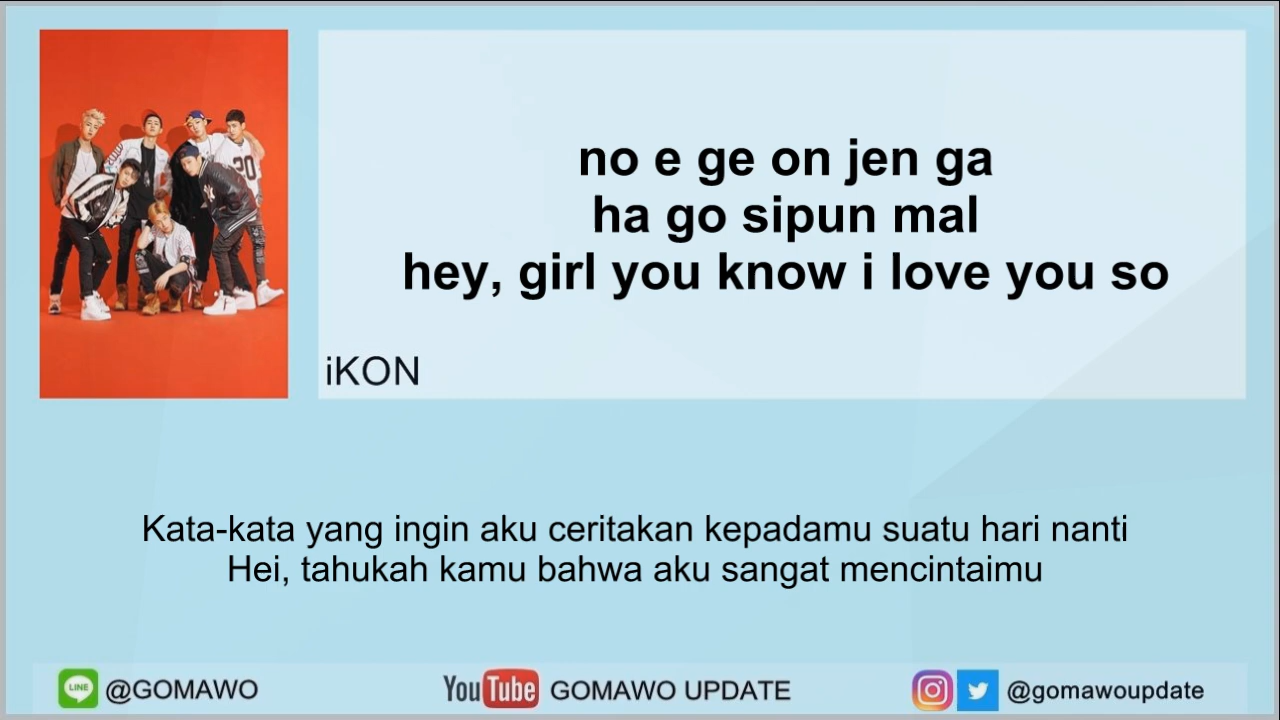 20
no e ge on jen ga
ha go sipun mal
hey, girl you know i love you so
iKON
Kata-kata yang ingin aku ceritakan kepadamu suatu hari nanti
Hei, tahukah kamu bahwa aku sangat mencintaimu
LINE @GOMAWO
YouTube GOMAWO UPDATE
@gomawoupdate